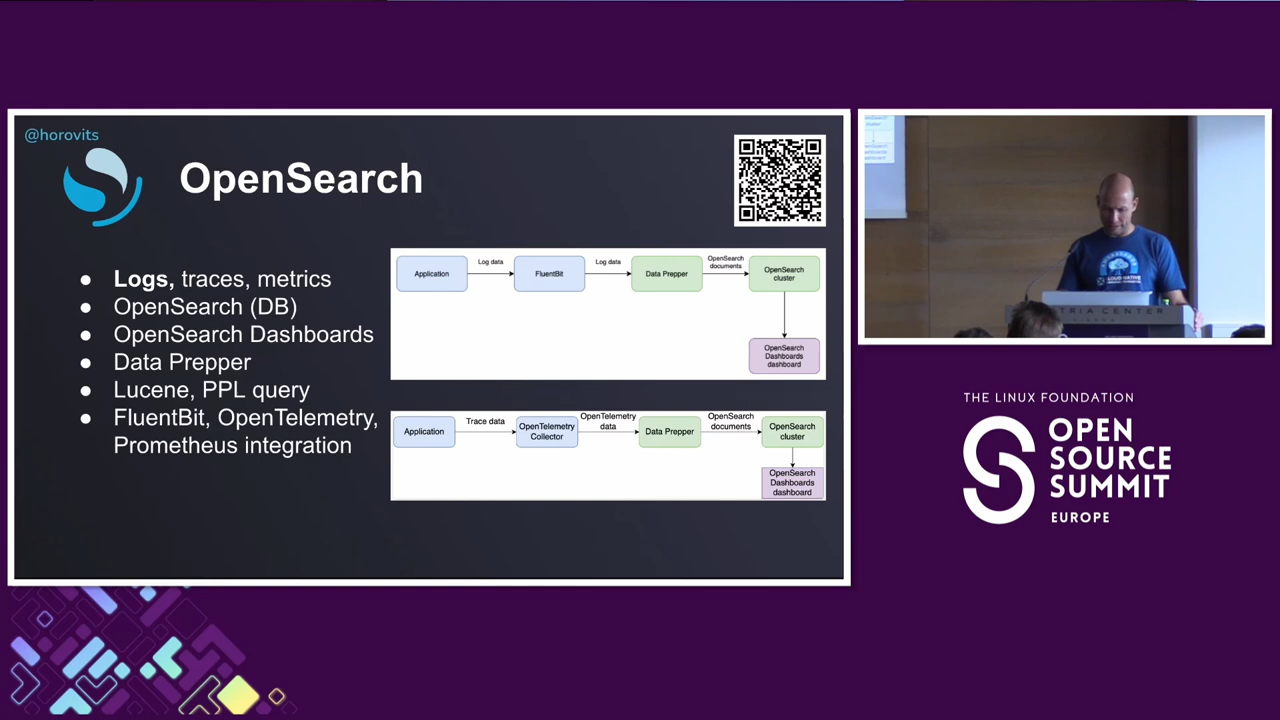 @horovits
OpenSearch
● Logs, traces, metrics
● OpenSearch (DB)
● OpenSearch Dashboards
● Data Prepper
● Lucene, PPL query
● FluentBit, OpenTelemetry,
Prometheus integration
Application
Log data
FluentBit
Log data
Data Prepper
OpenSearch
documents
OpenSearch
cluster
OpenSearch
Dashboards
dashboard
Application
Trace data
OpenTelemetry
Collector
OpenTelemetry
data
Data Prepper
OpenSearch
documents
OpenSearch
cluster
OpenSearch
Dashboards
dashboard
THE LINUX FOUNDATION
OPEN
SOURCE
SUMMIT
EUROPE